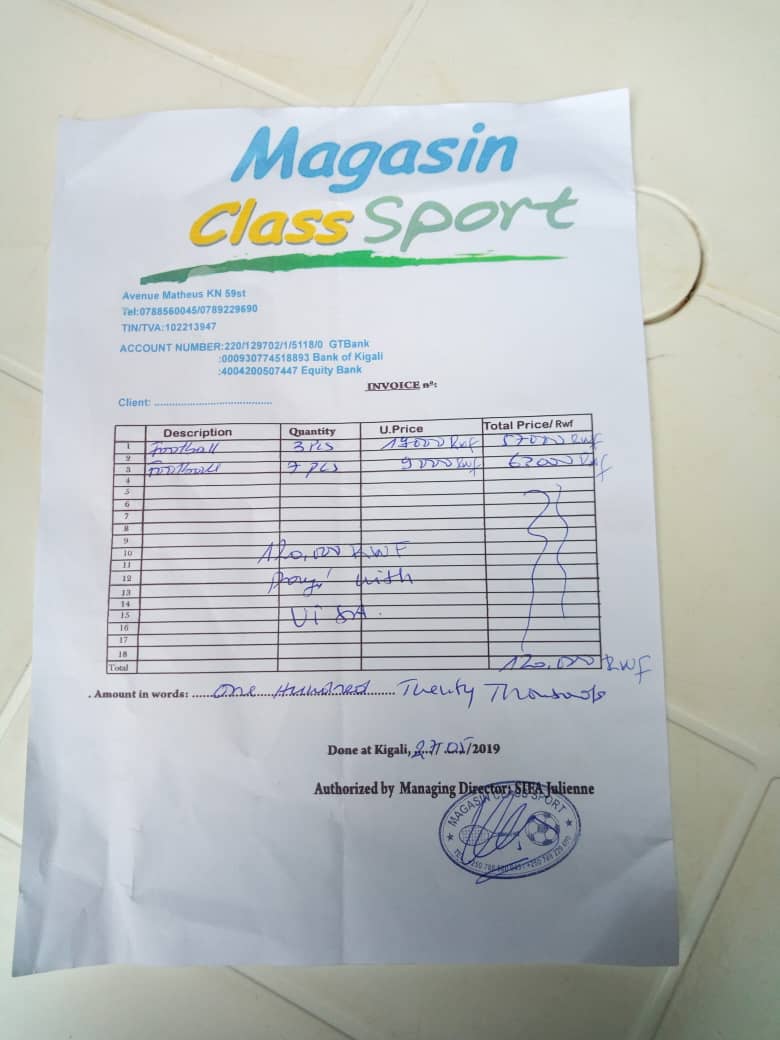 Magasin
Class Sport
Avenue Matheus KN 59st
Tel:0788560045/0789229690
TIN/TVA:102213947
ACCOUNT NUMBER:220/129702/1/5118/0 GTBank
:000930774518893 Bank of Kigali
:4004200507447 Equity Bank
INVOICE nº:
Client: ........................................
Description Quantity U.Price Total Price/ Rwf
1 Football 3 pcs 19000 Rwf 57000 Rwf
2
3 Football 7 pcs 9000 Rwf 63000 Rwf
4
5
6
7
8
9
10 120,000 RWF
11
12 with
13
14
15 VISA.
16
17
18
Total 120,000 RWF
. Amount in words: ...... One Hundred Twenty Thousands
Done at Kigali, 27/05/2019
Authorized by Managing Director: SIFA Julienne
MAGASIN CLASS SPORT